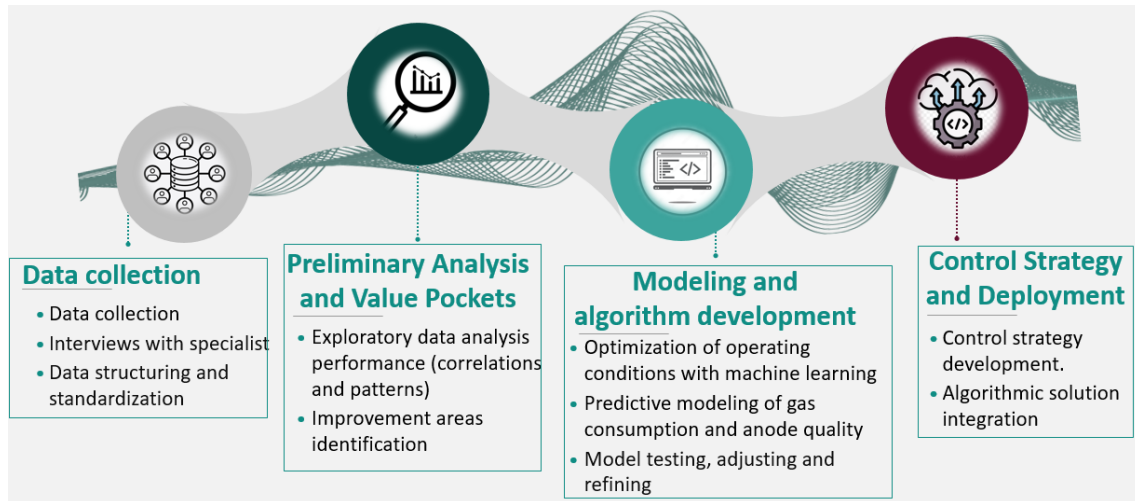 Data collection
• Data collection
• Interviews with specialist
• Data structuring and
standardization
Preliminary Analysis
and Value Pockets
• Exploratory data analysis
performance (correlations
and patterns)
• Improvement areas
identification
Modeling and
algorithm development
• Optimization of operating
conditions with machine learning
• Predictive modeling of gas
consumption and anode quality
• Model testing, adjusting and
refining
Control Strategy
and Deployment
• Control strategy
development.
• Algorithmic solution
integration